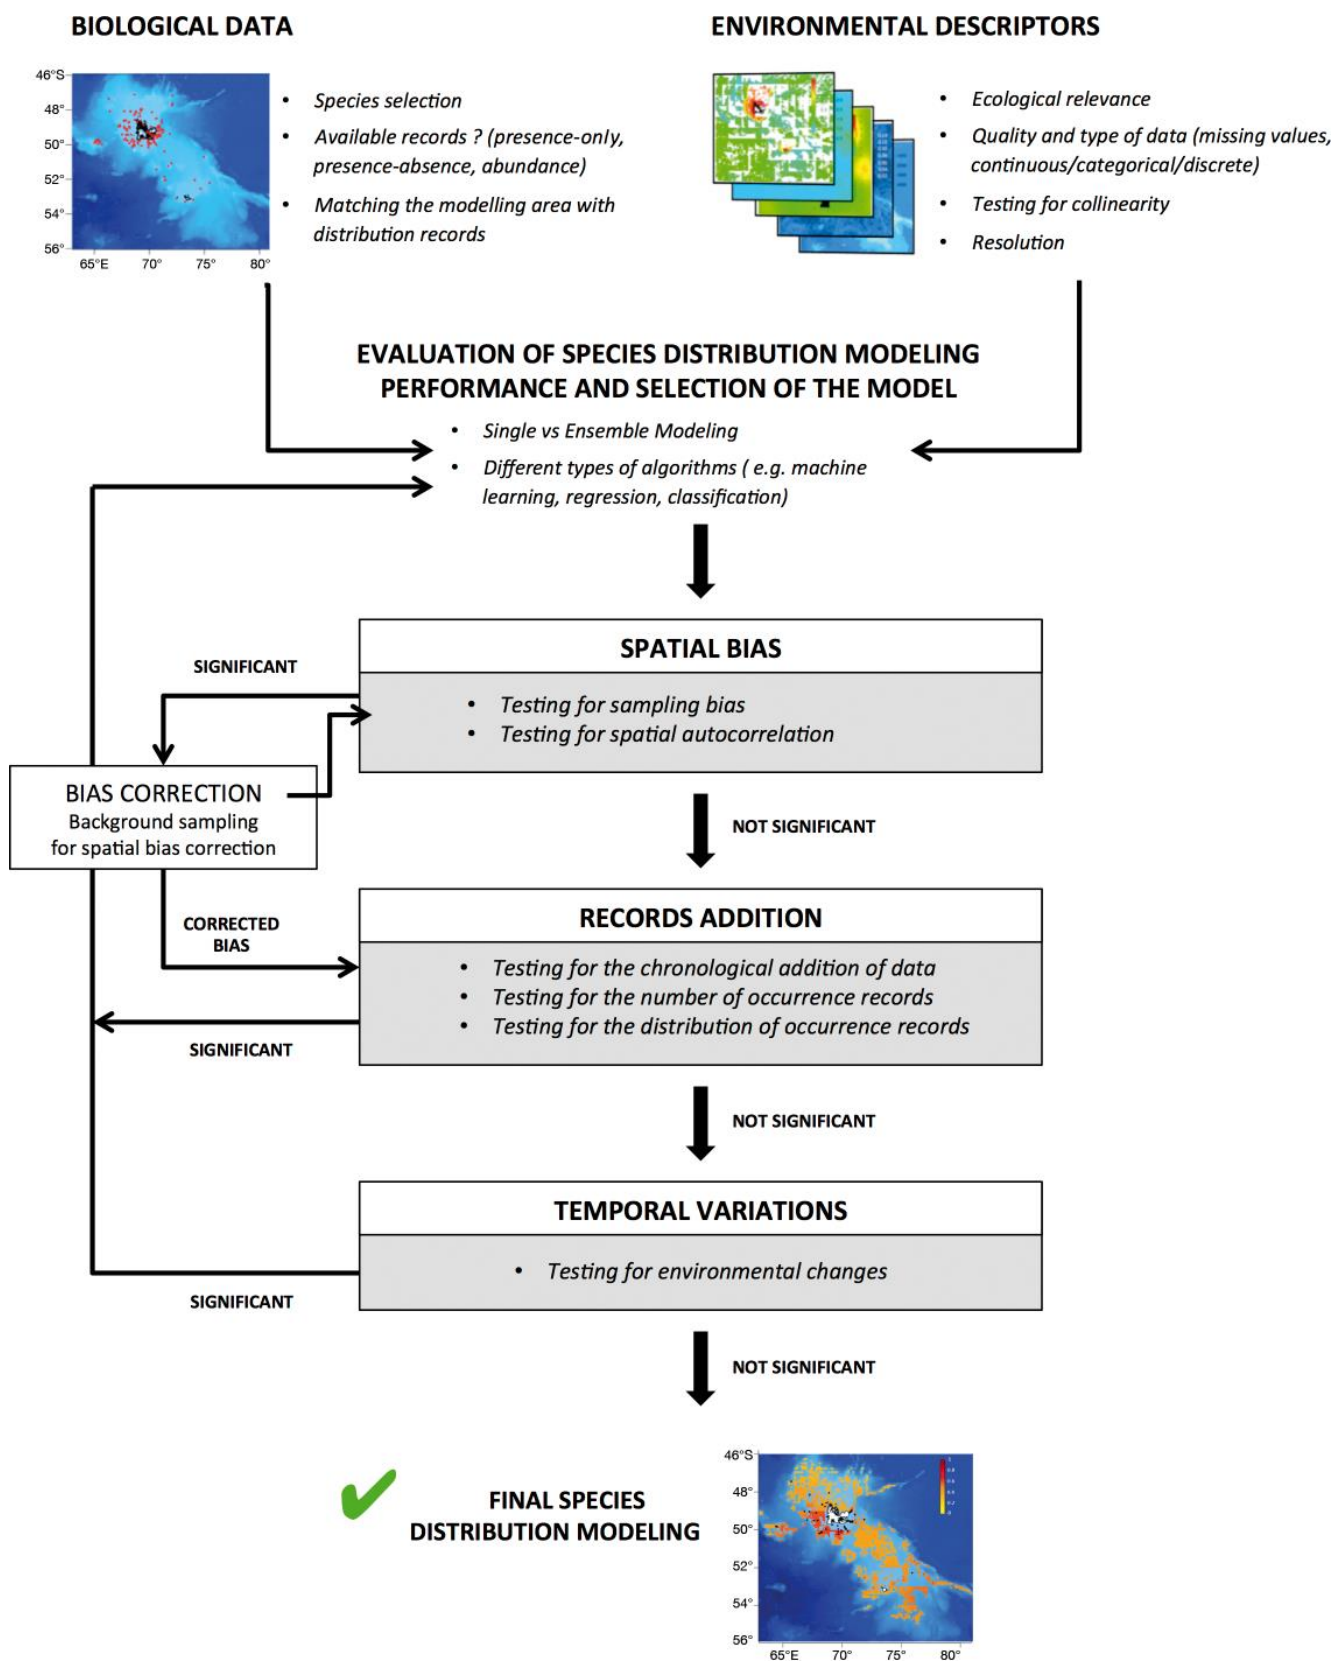 BIOLOGICAL DATA
46°S
48°
50°
52°
54°
56°
65°E 70° 75° 80°
• Species selection
• Available records ? (presence-only,
presence-absence, abundance)
• Matching the modelling area with
distribution records
ENVIRONMENTAL DESCRIPTORS
• Ecological relevance
• Quality and type of data (missing values,
continuous/categorical/discrete)
• Testing for collinearity
• Resolution
EVALUATION OF SPECIES DISTRIBUTION MODELING
PERFORMANCE AND SELECTION OF THE MODEL
• Single vs Ensemble Modeling
• Different types of algorithms ( e.g. machine
learning, regression, classification)
SPATIAL BIAS
• Testing for sampling bias
• Testing for spatial autocorrelation
SIGNIFICANT
BIAS CORRECTION
Background sampling
for spatial bias correction
NOT SIGNIFICANT
CORRECTED
BIAS
RECORDS ADDITION
• Testing for the chronological addition of data
• Testing for the number of occurrence records
• Testing for the distribution of occurrence records
SIGNIFICANT
NOT SIGNIFICANT
TEMPORAL VARIATIONS
• Testing for environmental changes
SIGNIFICANT
NOT SIGNIFICANT
FINAL SPECIES
DISTRIBUTION MODELING
46°S
48°
50°
52°
54°
56°
65°E 70° 75° 80°